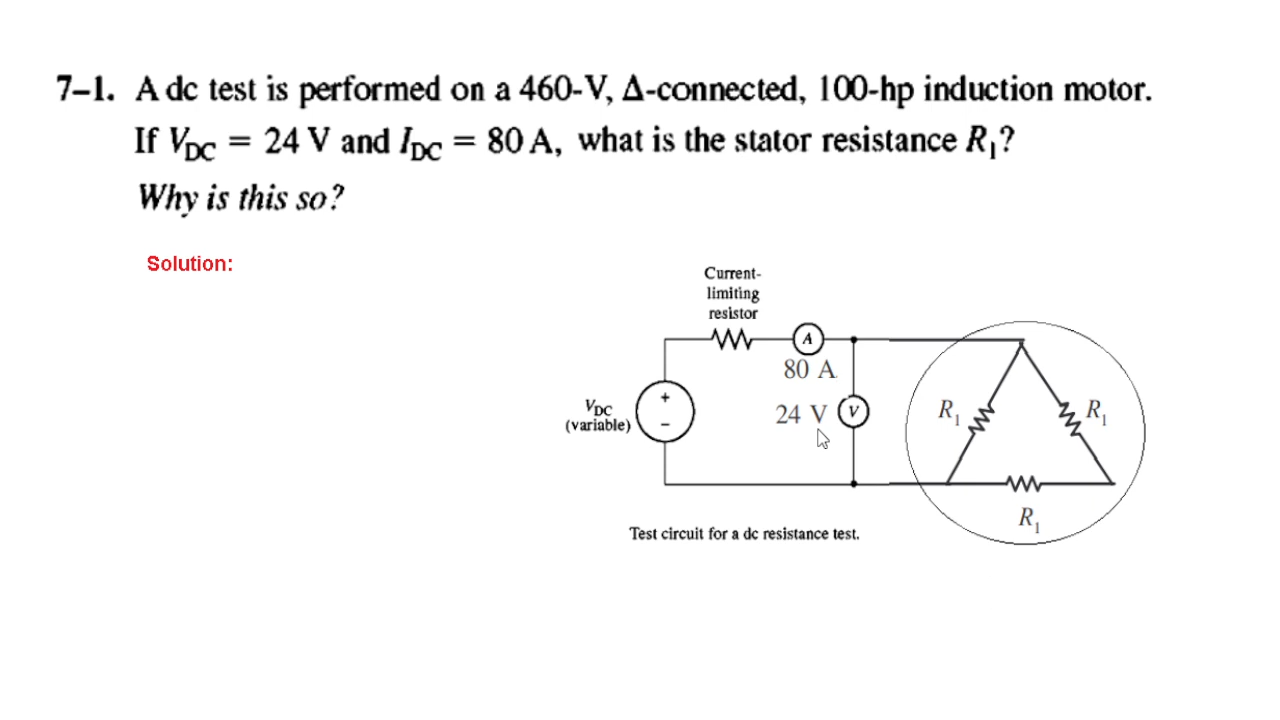 7–1. A dc test is performed on a 460-V, Δ-connected, 100-hp induction motor.
If V_DC = 24 V and I_DC = 80 A, what is the stator resistance R₁?
Why is this so?
Solution:
Current-
limiting
resistor
A
80 A
V_DC
(variable)
+
–
24 V
V
R₁
R₁
R₁
Test circuit for a dc resistance test.